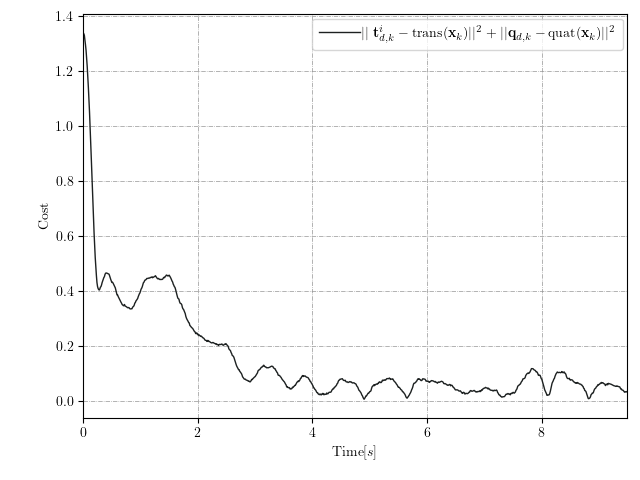 1.4
|| t^i_{d,k} − trans(x_k)||² + ||q_{d,k} − quat(x_k)||²
1.2
1.0
0.8
0.6
0.4
0.2
0.0
Cost
0 2 4 6 8
Time[s]